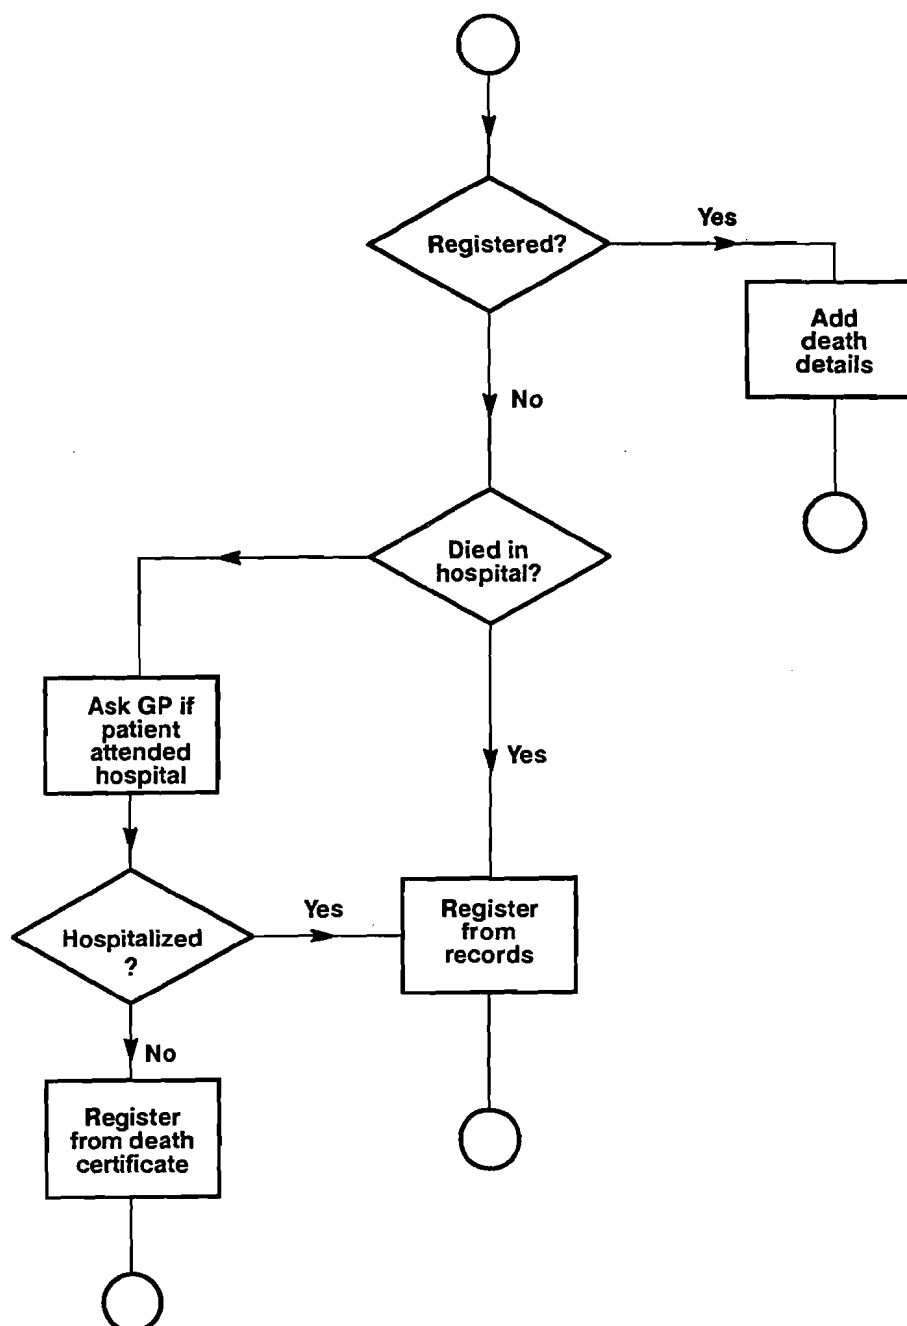 Registered?
Yes
Add
death
details
No
Died in
hospital?
Ask GP if
patient
attended
hospital
Yes
Hospitalized
?
Yes
Register
from
records
No
Register
from death
certificate